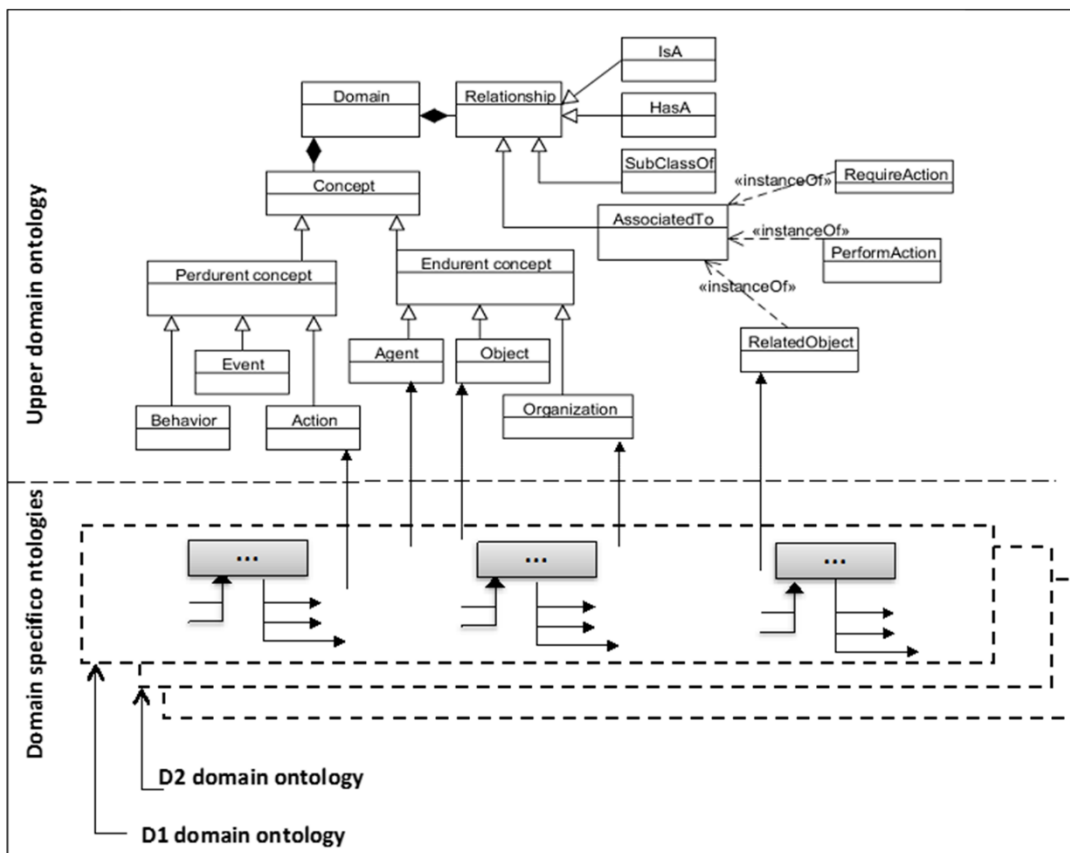 Upper domain ontology
IsA
Domain
Relationship
HasA
SubClassOf
Concept
«instanceOf»
RequireAction
AssociatedTo
«instanceOf»
PerformAction
Perdurent concept
Endurent concept
«instanceOf»
Event
Agent
Object
RelatedObject
Behavior
Action
Organization
Domain specifico ntologies
...
...
...
D2 domain ontology
D1 domain ontology